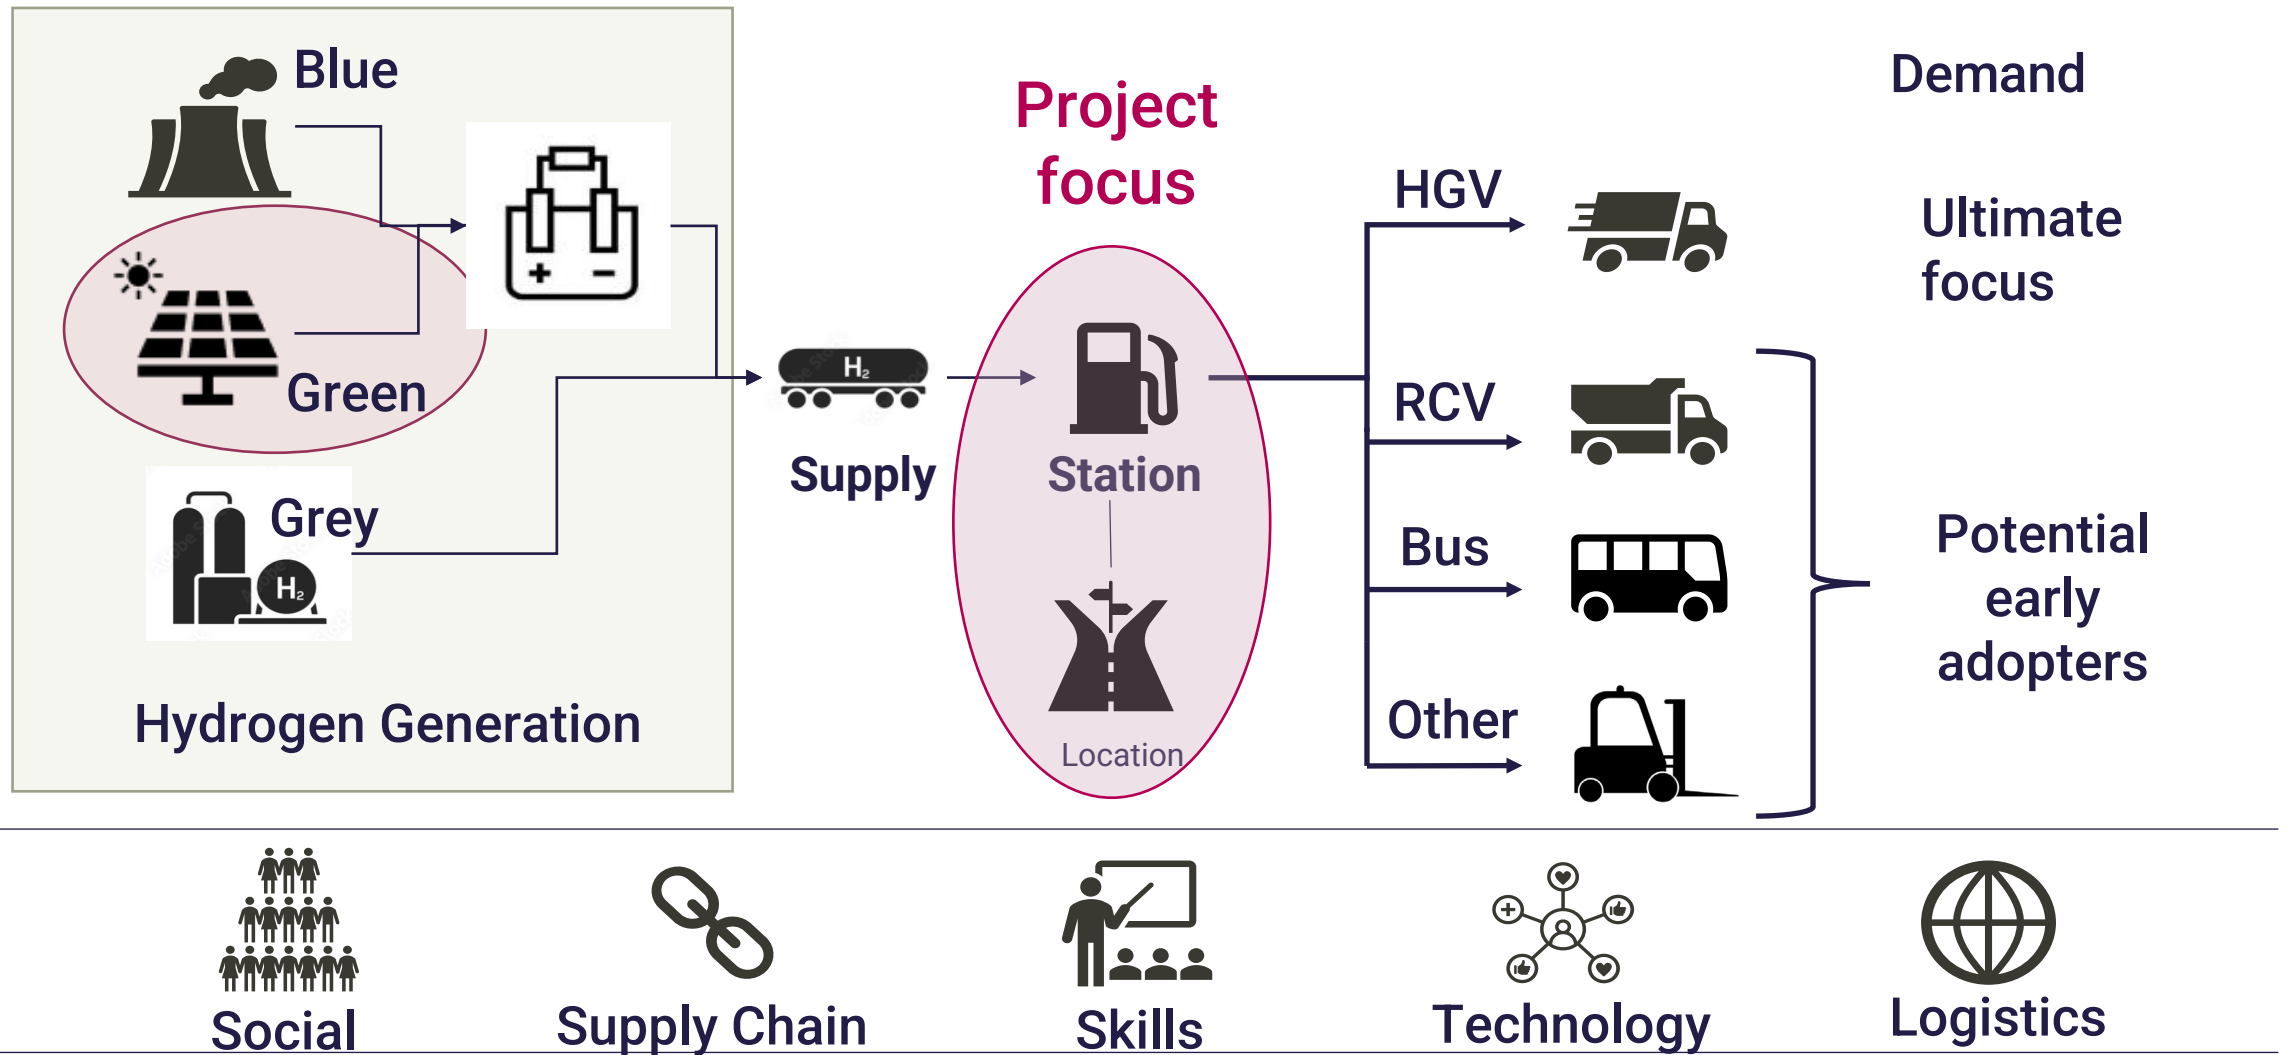 Blue
Green
Grey
H₂
Hydrogen Generation
H₂
Supply
Project
focus
Station
Location
Demand
HGV
Ultimate
focus
RCV
Bus
Other
Potential
early
adopters
Social
Supply Chain
Skills
Technology
Logistics